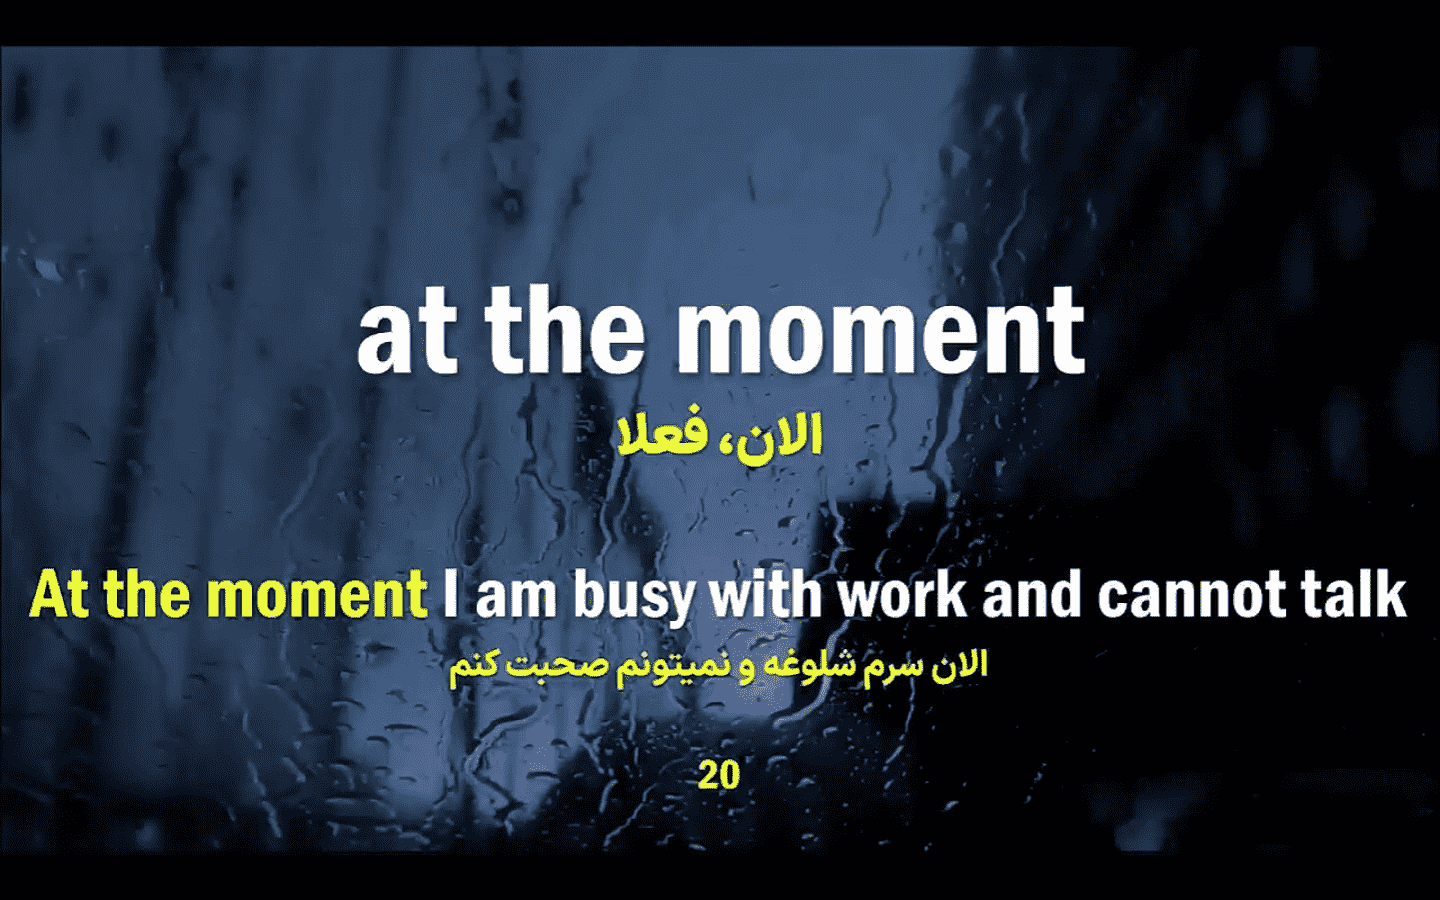 at the moment
الان، فعلا
At the moment I am busy with work and cannot talk
الان سرم شلوغه و نمیتونم صحبت کنم
20